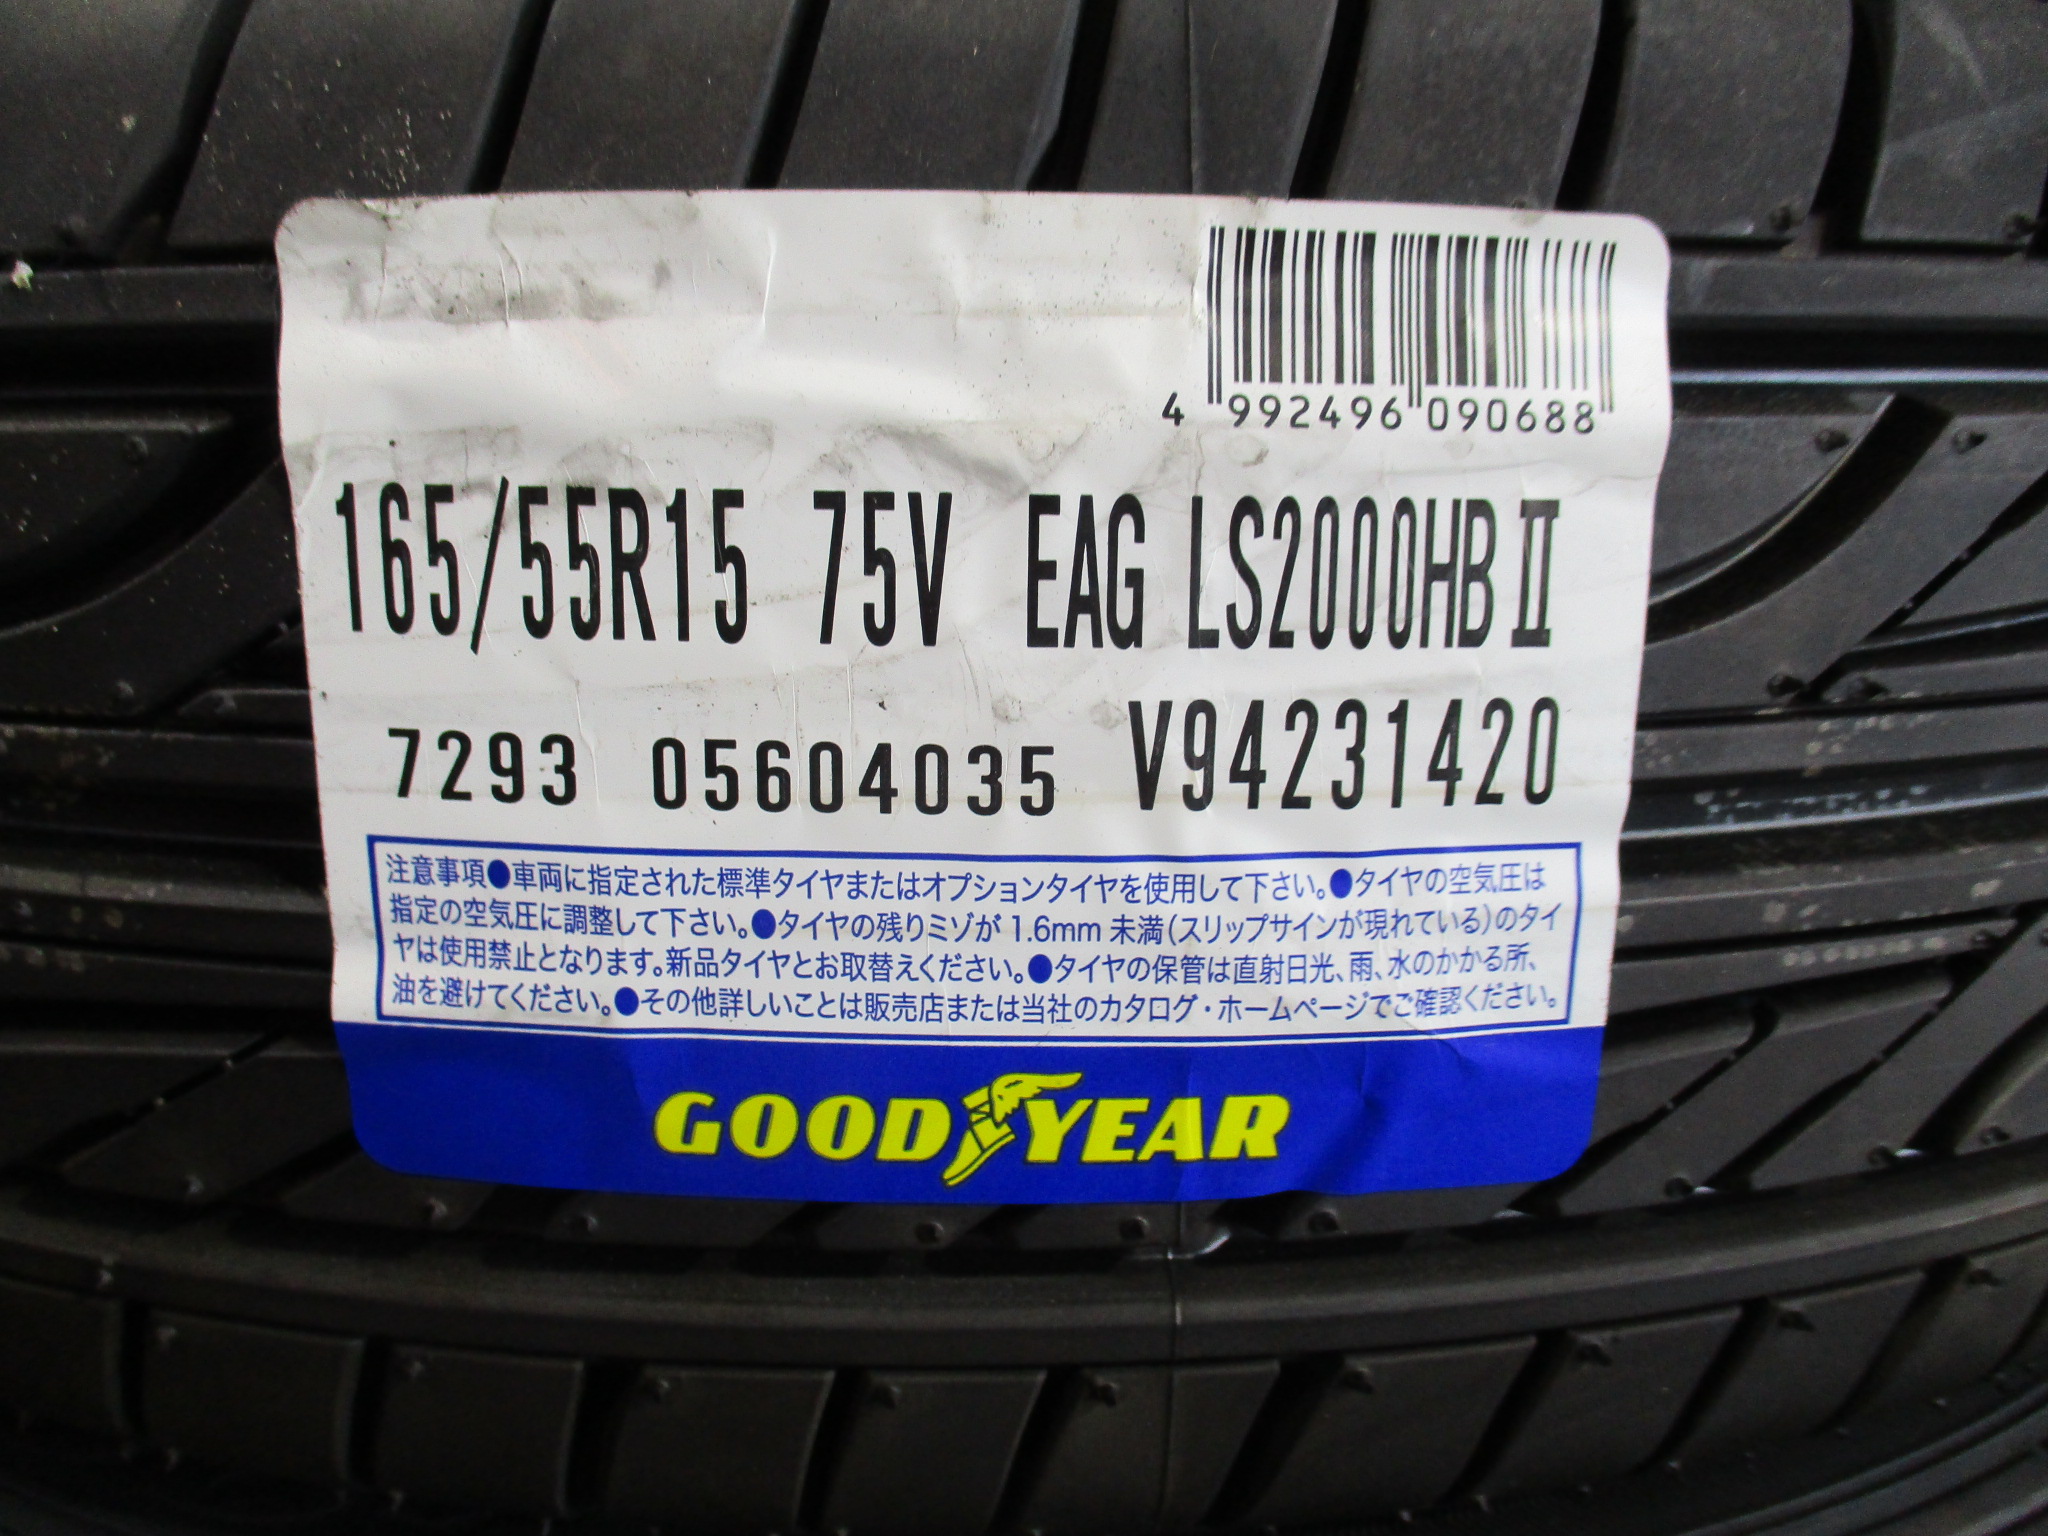 4 992496 090688
165/55R15 75V EAG LS2000HBⅡ
7293 05604035 V94231420
注意事項●車両に指定された標準タイヤまたはオプションタイヤを使用して下さい。●タイヤの空気圧は
指定の空気圧に調整して下さい。●タイヤの残りミゾが 1.6mm 未満(スリップサインが現れている)のタイ
ヤは使用禁止となります。新品タイヤとお取替えください。●タイヤの保管は直射日光、雨、水のかかる所、
油を避けてください。●その他詳しいことは販売店または当社のカタログ・ホームページでご確認ください。
GOODYEAR